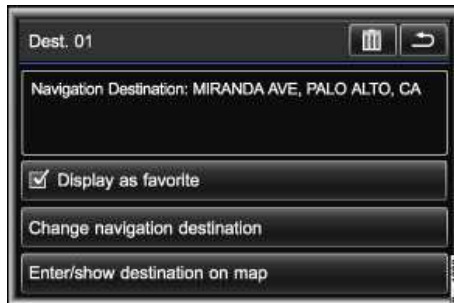 Dest. 01
Navigation Destination: MIRANDA AVE, PALO ALTO, CA
Display as favorite
Change navigation destination
Enter/show destination on map